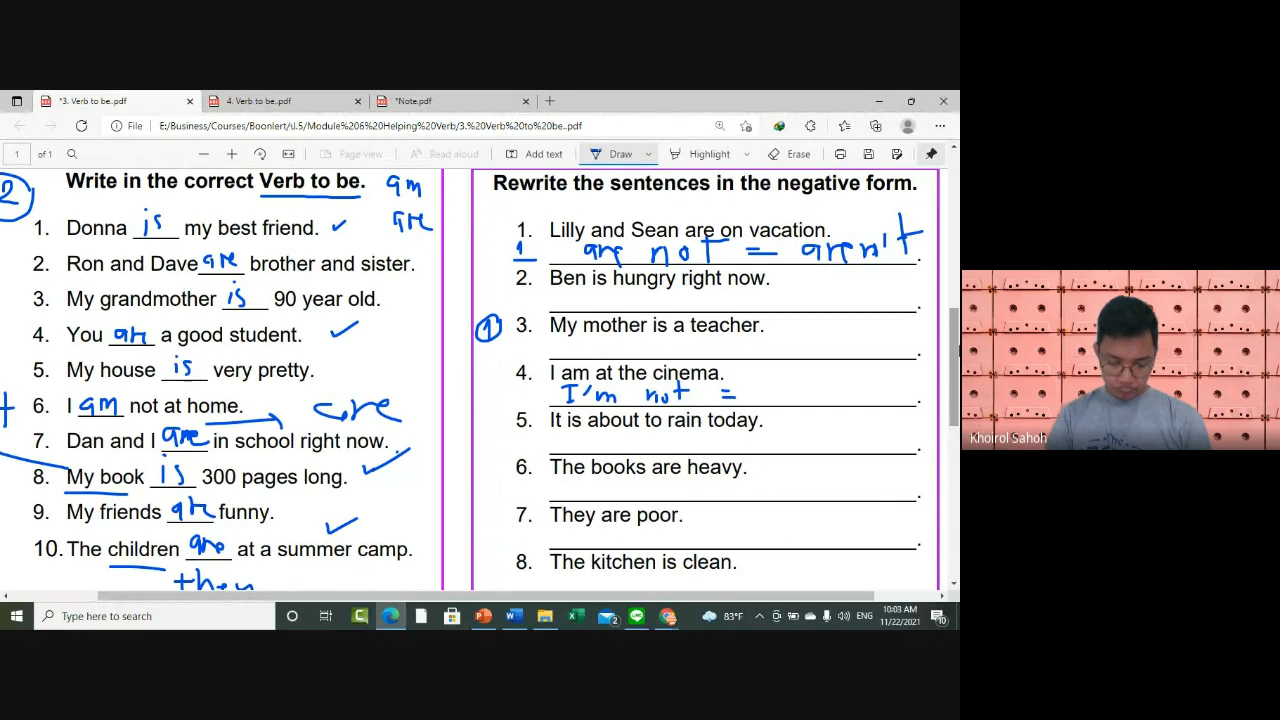 *3. Verb to be..pdf
4. Verb to be..pdf
*Note.pdf
File
E:/Business/Courses/Boonlert/ม.5/Module%206%20Helping%20Verb/3.%20Verb%20to%20be..pdf
1 of 1
Page view
Read aloud
Add text
Draw
Highlight
Erase
2
Write in the correct Verb to be.
am
are
1. Donna is my best friend. ✓
2. Ron and Dave are brother and sister.
3. My grandmother is 90 year old.
4. You are a good student. ✓
5. My house is very pretty.
6. I am not at home.
7. Dan and I are in school right now.
8. My book is 300 pages long. ✓
9. My friends are funny.
10. The children are at a summer camp. ✓
they
Rewrite the sentences in the negative form.
1. Lilly and Sean are on vacation.
1 are not = aren't.
2. Ben is hungry right now.
.
1 3. My mother is a teacher.
.
4. I am at the cinema.
I'm not = .
5. It is about to rain today.
.
6. The books are heavy.
.
7. They are poor.
.
8. The kitchen is clean.
Khoirol Sahoh
Type here to search
2
83°F
ENG
10:03 AM
11/22/2021
10